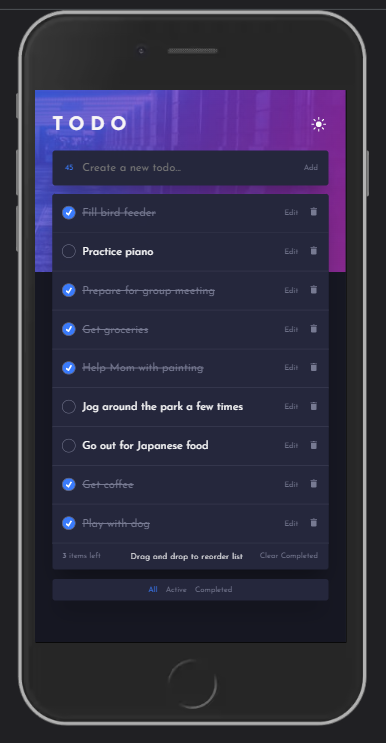 TODO
45 Create a new todo... Add
Fill bird feeder Edit
Practice piano Edit
Prepare for group meeting Edit
Get groceries Edit
Help Mom with painting Edit
Jog around the park a few times Edit
Go out for Japanese food Edit
Get coffee Edit
Play with dog Edit
3 items left Drag and drop to reorder list Clear Completed
All Active Completed